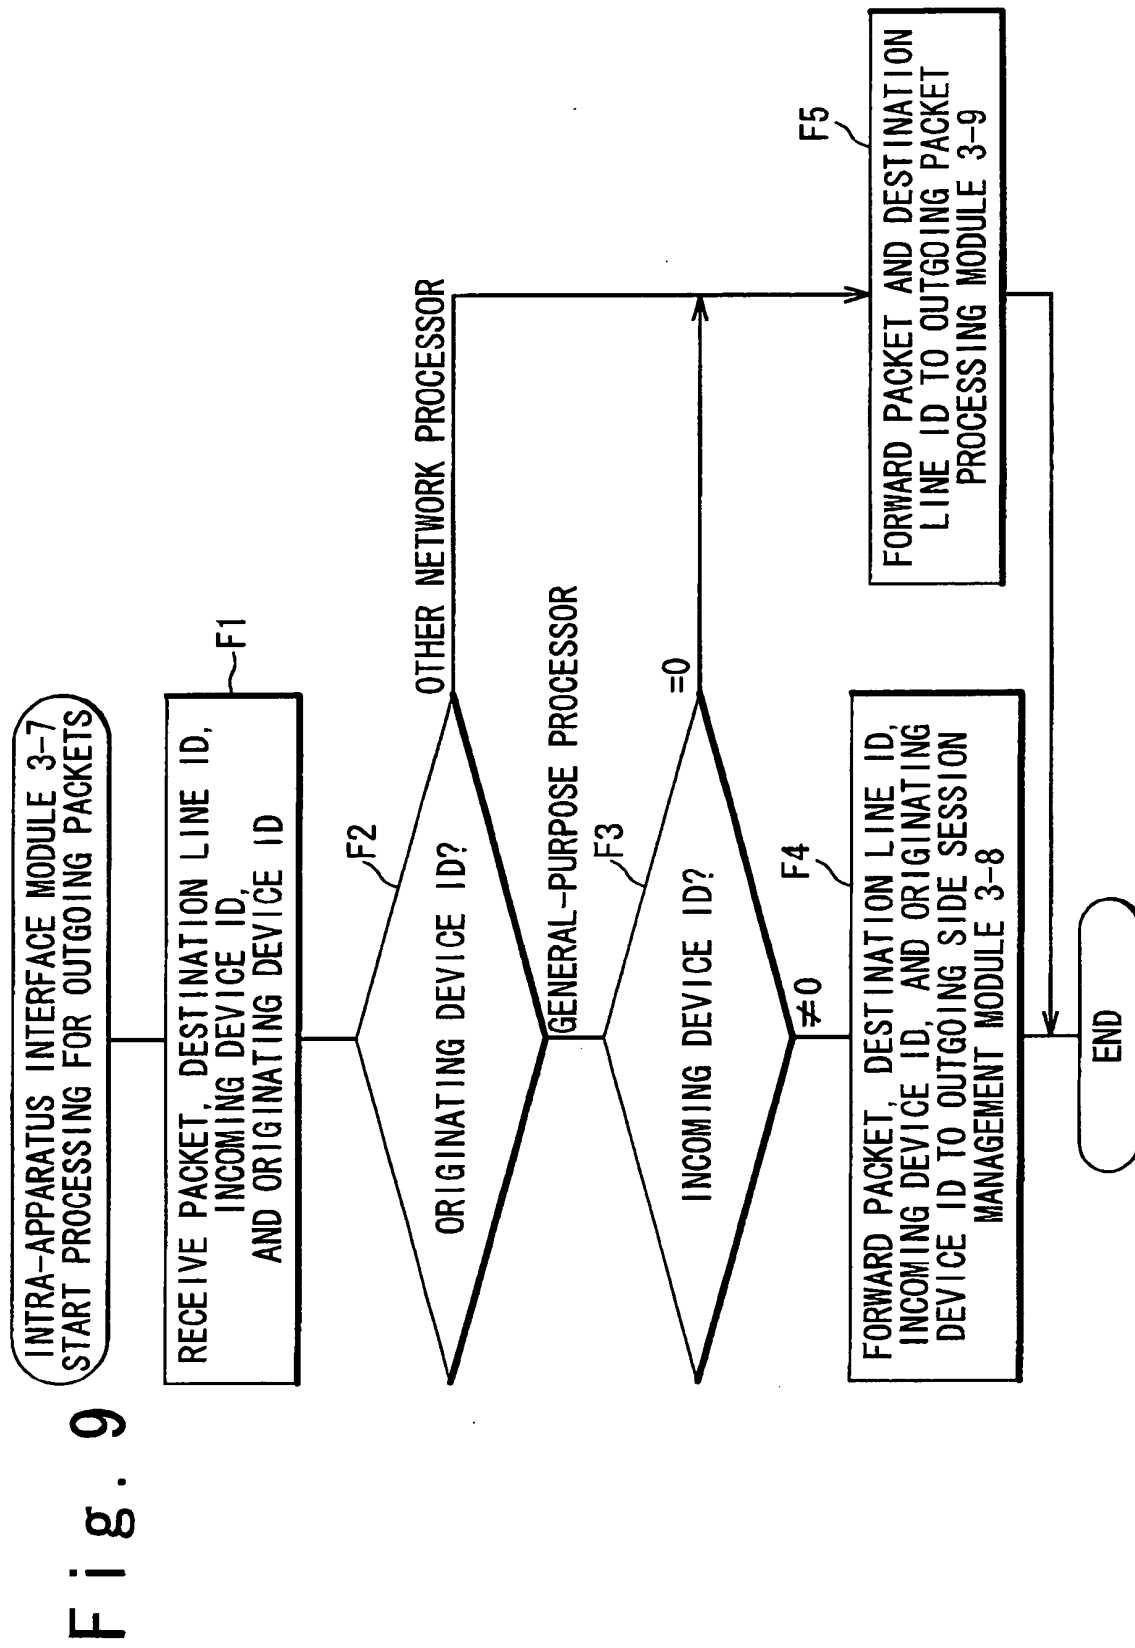 Fig. 9
INTRA-APPARATUS INTERFACE MODULE 3-7
START PROCESSING FOR OUTGOING PACKETS
F1
RECEIVE PACKET, DESTINATION LINE ID,
INCOMING DEVICE ID,
AND ORIGINATING DEVICE ID
F2
ORIGINATING DEVICE ID?
OTHER NETWORK PROCESSOR
GENERAL-PURPOSE PROCESSOR
F3
INCOMING DEVICE ID?
=0
≠0
F4
FORWARD PACKET, DESTINATION LINE ID,
INCOMING DEVICE ID, AND ORIGINATING
DEVICE ID TO OUTGOING SIDE SESSION
MANAGEMENT MODULE 3-8
F5
FORWARD PACKET AND DESTINATION
LINE ID TO OUTGOING PACKET
PROCESSING MODULE 3-9
END